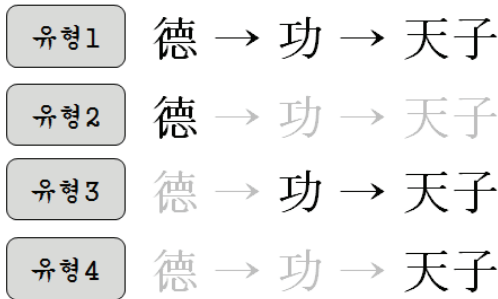 유형1 德 → 功 → 天子
유형2 德 → 功 → 天子
유형3 德 → 功 → 天子
유형4 德 → 功 → 天子